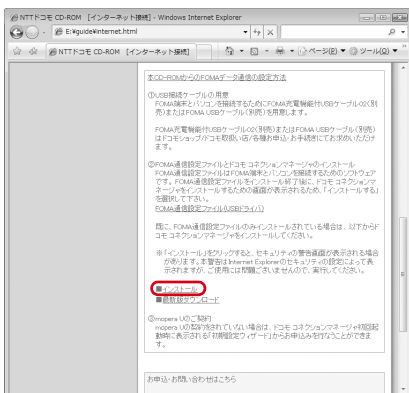 NTTドコモ CD-ROM [インターネット接続] - Windows Internet Explorer
E:¥guide¥internet.html
NTTドコモ CD-ROM [インターネット接続]
ページ(P)
ツール(O)
本CD-ROMからのFOMAデータ通信の設定方法
①USB接続ケーブルの用意
FOMA端末とパソコンを接続するためにFOMA充電機能付USBケーブル02(別
売)またはFOMA USBケーブル(別売)を用意します。
FOMA充電機能付USBケーブル02(別売)またはFOMA USBケーブル(別売)
はドコモショップ/ドコモ取扱い店/各種お申込・お手続きにてお求めいただけ
ます。
②FOMA通信設定ファイルとドコモ コネクションマネージャのインストール
FOMA通信設定ファイルはFOMA端末とパソコンを接続するためのソフトウェア
です。FOMA通信設定ファイルをインストール終了後に、ドコモ コネクションマネ
ージャをインストールするための画面が表示されるため、「インストールする」
を選択して下さい。
FOMA通信設定ファイル(USBドライバ)
既に、FOMA通信設定ファイルのみインストールされている場合は、以下からド
コモ コネクションマネージャをインストールしてください。
※「インストール」をクリックすると、セキュリティの警告画面が表示される場合
があります。本警告はInternet Explorerのセキュリティの設定によって表
示されますが、ご使用には問題ございませんので、実行してください。
■インストール
■最新版ダウンロード
③mopera Uのご契約
mopera Uの契約をされていない場合は、ドコモ コネクションマネージャ初回起
動時に表示される「初期設定ウィザード」からお申込みを行なうことができま
す。
お申込・お問い合わせはこちら